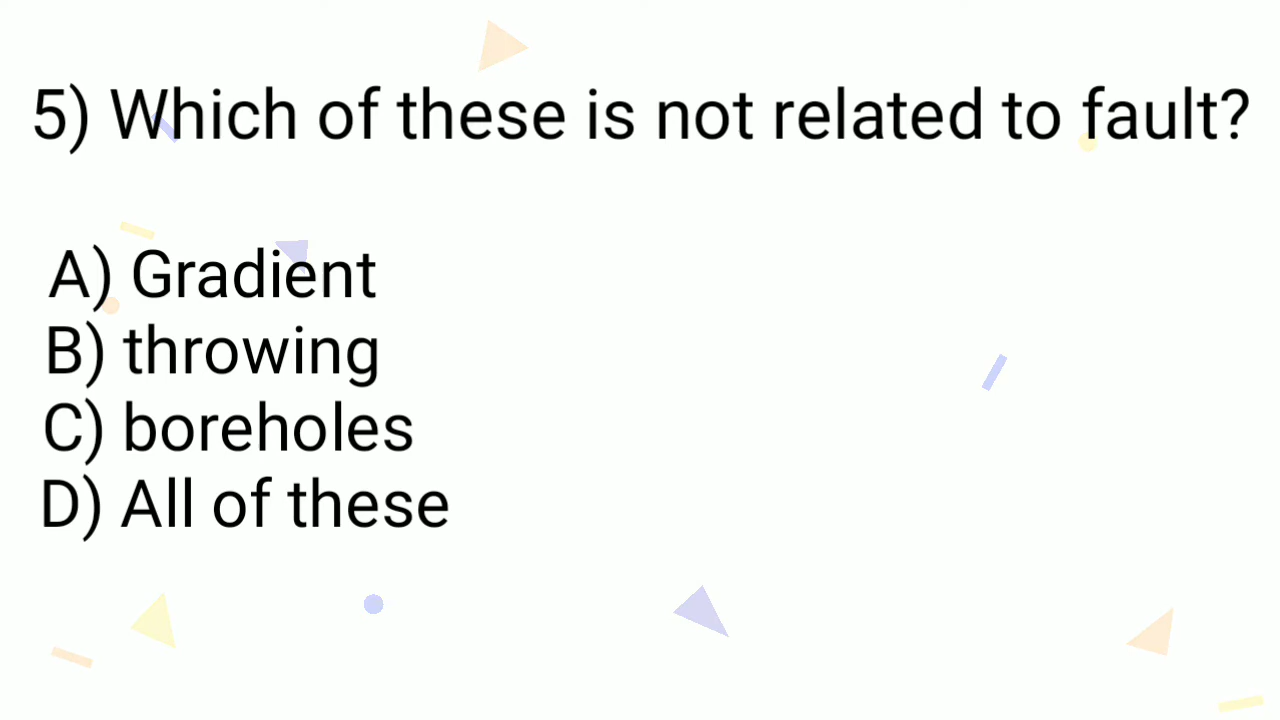 5) Which of these is not related to fault?
A) Gradient
B) throwing
C) boreholes
D) All of these